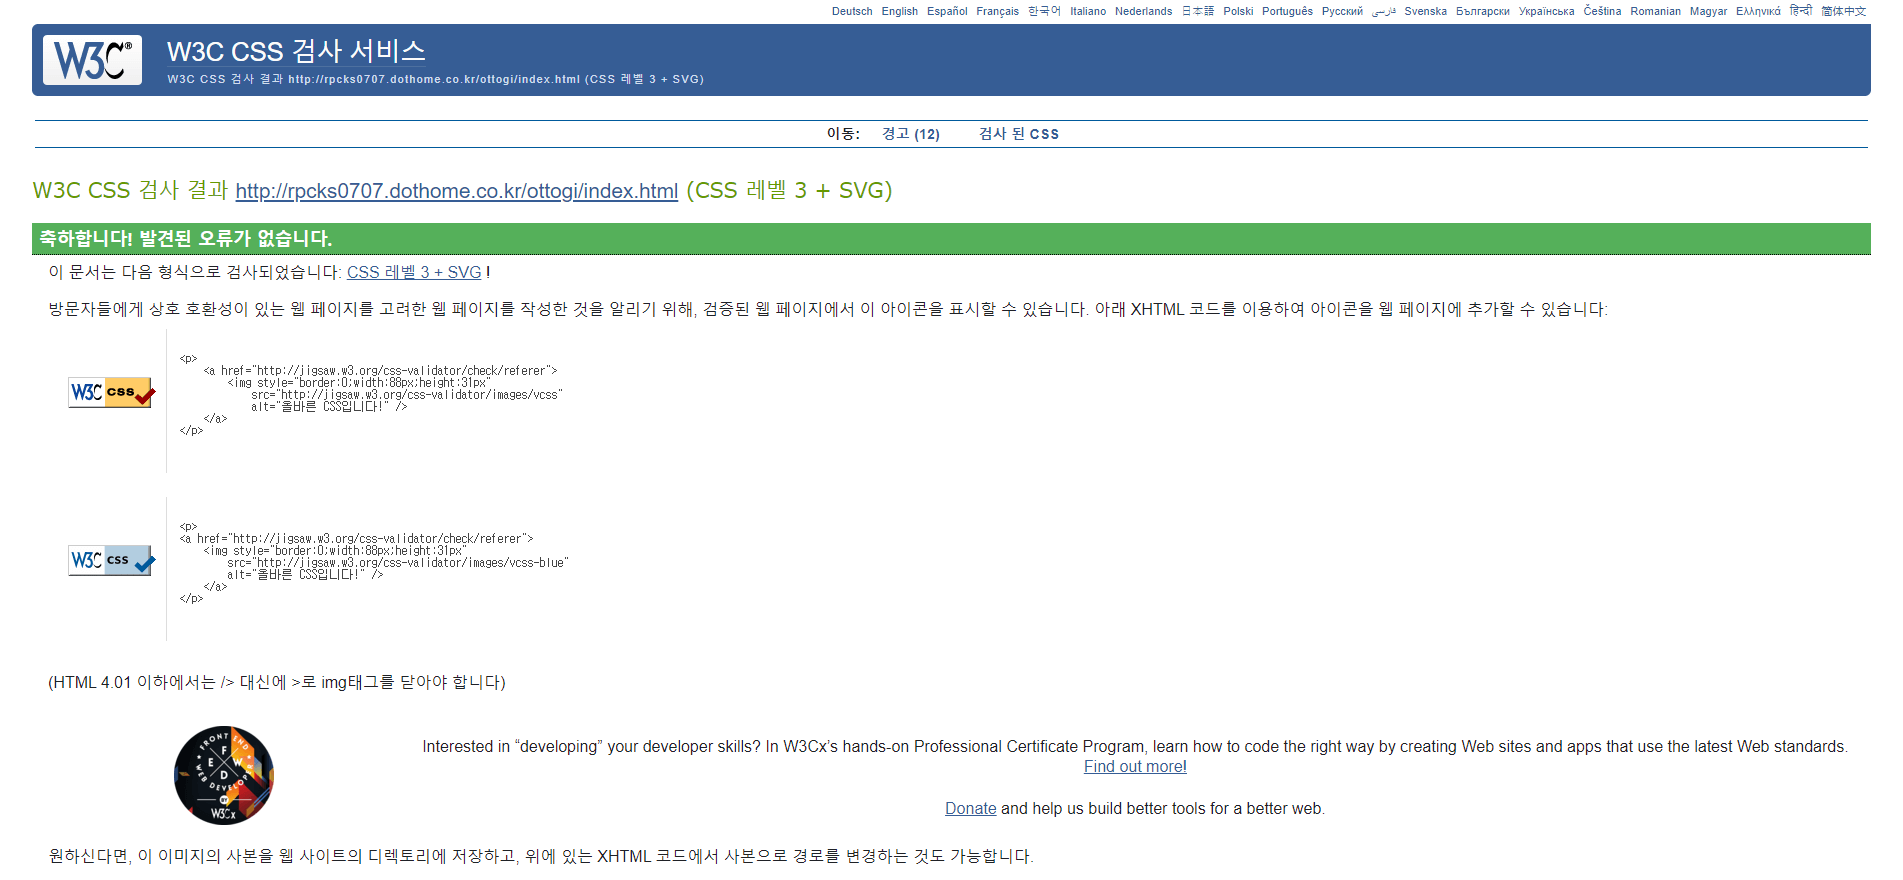 Deutsch English Español Français 한국어 Italiano Nederlands 日本語 Polski Português Русский فارسی Svenska Български Українська Čeština Romanian Magyar Ελληνικά हिन्दी 简体中文
W3C®
W3C CSS 검사 서비스
W3C CSS 검사 결과 http://rpcks0707.dothome.co.kr/ottogi/index.html (CSS 레벨 3 + SVG)
이동: 경고 (12) 검사 된 CSS
W3C CSS 검사 결과 http://rpcks0707.dothome.co.kr/ottogi/index.html (CSS 레벨 3 + SVG)
축하합니다! 발견된 오류가 없습니다.
이 문서는 다음 형식으로 검사되었습니다: CSS 레벨 3 + SVG !
방문자들에게 상호 호환성이 있는 웹 페이지를 고려한 웹 페이지를 작성한 것을 알리기 위해, 검증된 웹 페이지에서 이 아이콘을 표시할 수 있습니다. 아래 XHTML 코드를 이용하여 아이콘을 웹 페이지에 추가할 수 있습니다:
W3C CSS
<p>
<a href="http://jigsaw.w3.org/css-validator/check/referer">
<img style="border:0;width:88px;height:31px"
src="http://jigsaw.w3.org/css-validator/images/vcss"
alt="올바른 CSS입니다!" />
</a>
</p>
W3C CSS
<p>
<a href="http://jigsaw.w3.org/css-validator/check/referer">
<img style="border:0;width:88px;height:31px"
src="http://jigsaw.w3.org/css-validator/images/vcss-blue"
alt="올바른 CSS입니다!" />
</a>
</p>
(HTML 4.01 이하에서는 /> 대신에 >로 img태그를 닫아야 합니다)
FRONT END
F E W D
WEB DEVELOPER
W3Cx
Interested in “developing” your developer skills? In W3Cx’s hands-on Professional Certificate Program, learn how to code the right way by creating Web sites and apps that use the latest Web standards.
Find out more!
Donate and help us build better tools for a better web.
원하신다면, 이 이미지의 사본을 웹 사이트의 디렉토리에 저장하고, 위에 있는 XHTML 코드에서 사본으로 경로를 변경하는 것도 가능합니다.